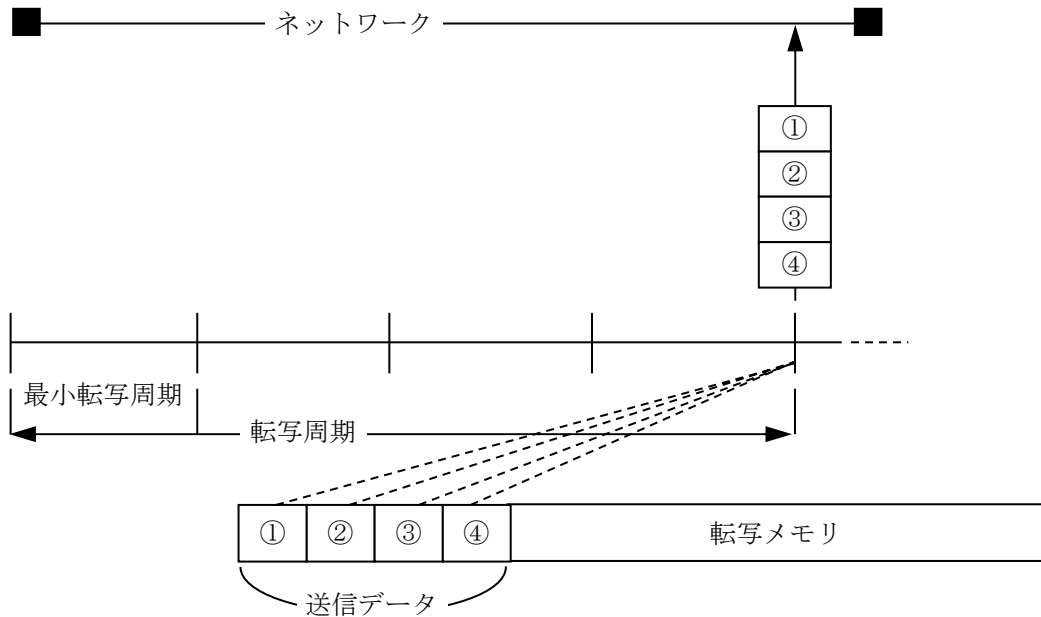 ネットワーク
①
②
③
④
最小転写周期
転写周期
① ② ③ ④ 転写メモリ
送信データ